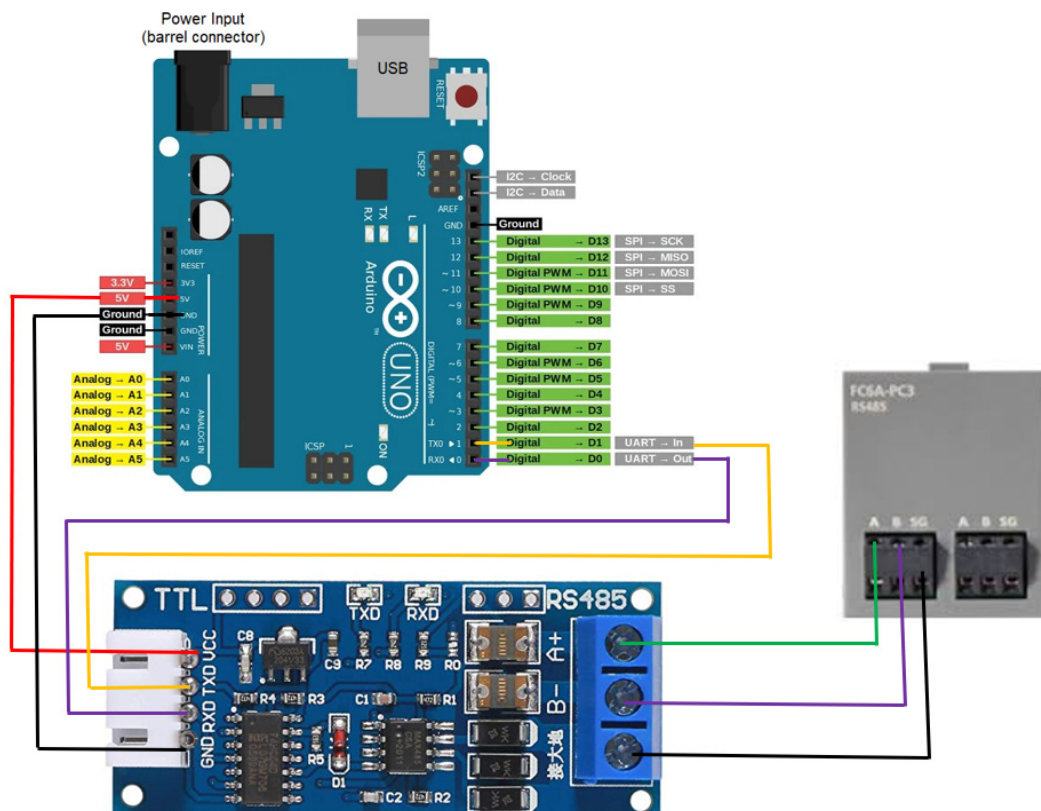 Power Input
(barrel connector)
USB
RESET
ICSP2
I2C → Clock
I2C → Data
AREF
GND
Ground
13
Digital → D13
SPI → SCK
12
Digital → D12
SPI → MISO
~11
Digital PWM → D11
SPI → MOSI
~10
Digital PWM → D10
SPI → SS
~9
Digital PWM → D9
8
Digital → D8
7
Digital → D7
~6
Digital PWM → D6
~5
Digital PWM → D5
4
Digital → D4
~3
Digital PWM → D3
2
Digital → D2
TX0 ▶ 1
Digital → D1
UART → In
RX0 ◀ 0
Digital → D0
UART → Out
RX
TX
L
Arduino
TM
UNO
DIGITAL (PWM=
ON
ICSP
1
IOREF
RESET
3.3V
3V3
5V
5V
Ground
GND
Ground
GND
5V
VIN
POWER
Analog → A0
A0
Analog → A1
A1
Analog → A2
A2
Analog → A3
A3
Analog → A4
A4
Analog → A5
A5
ANALOG IN
FC6A-PC3
RS485
A B SG
A B SG
TTL
TXD
RXD
RS485
VCC
TXD
RXD
GND
C8
C9
R7
R8
R9
R0
R4
R3
C1
R1
R5
D1
C2
R2
A+
B-
接大地